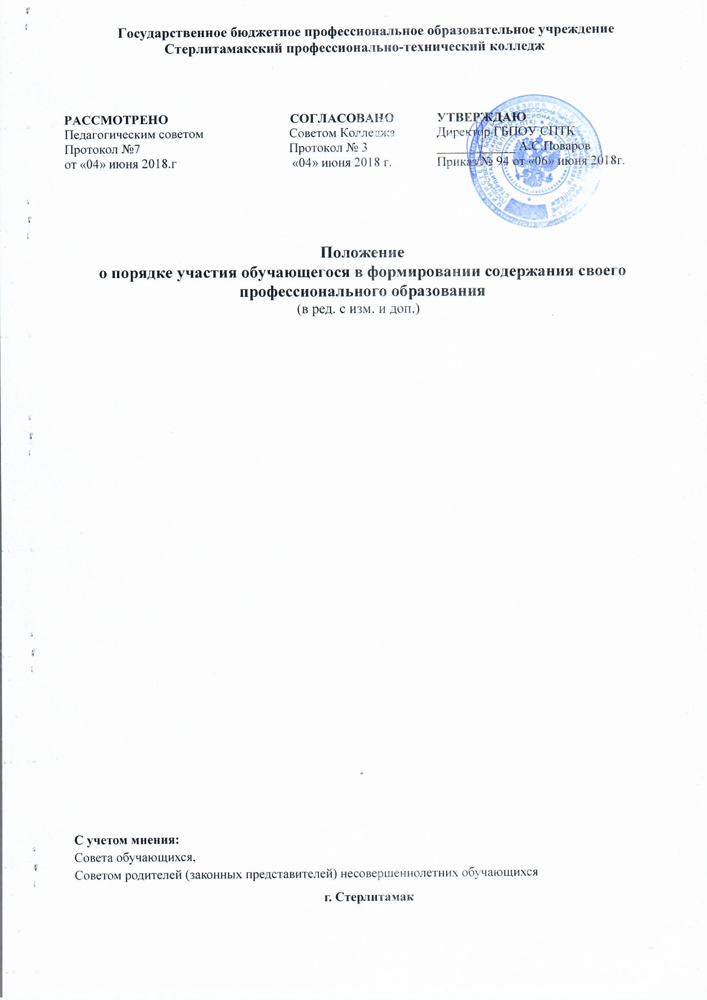 Государственное бюджетное профессиональное образовательное учреждение
Стерлитамакский профессионально-технический колледж
РАССМОТРЕНО
Педагогическим советом
Протокол №7
от «04» июня 2018.г
СОГЛАСОВАНО
Советом Колледжа
Протокол № 3
«04» июня 2018 г.
УТВЕРЖДАЮ
Директор ГБПОУ СПТК
_____________ А.С.Поваров
Приказ № 94 от «06» июня 2018г.
Положение
о порядке участия обучающегося в формировании содержания своего
профессионального образования
(в ред. с изм. и доп.)
С учетом мнения:
Совета обучающихся,
Советом родителей (законных представителей) несовершеннолетних обучающихся
г. Стерлитамак